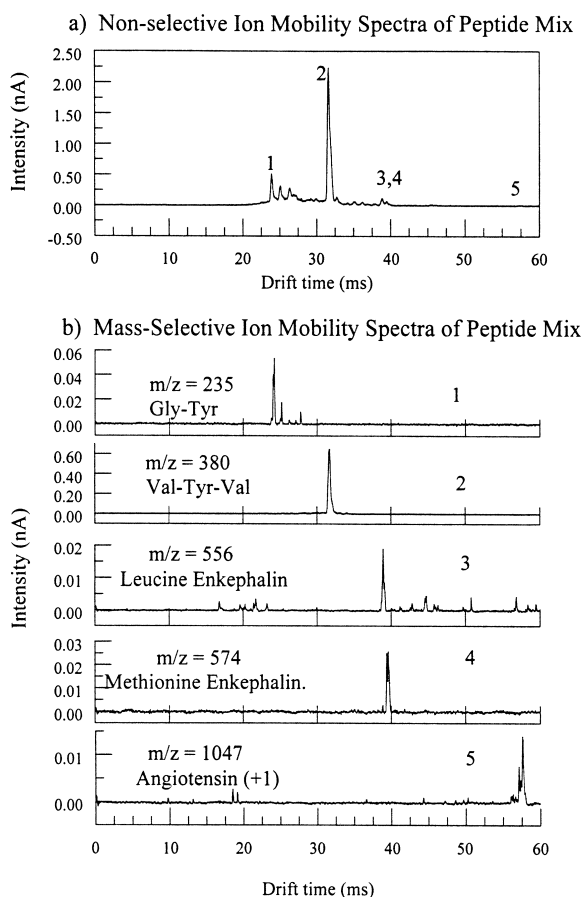 a) Non-selective Ion Mobility Spectra of Peptide Mix
Intensity (nA)
2.50
2.00
1.50
1.00
0.50
0.00
-0.50
1
2
3,4
5
0 10 20 30 40 50 60
Drift time (ms)
b) Mass-Selective Ion Mobility Spectra of Peptide Mix
Intensity (nA)
0.06
0.04
0.02
0.00
m/z = 235
Gly-Tyr
1
0.60
0.40
0.20
0.00
m/z = 380
Val-Tyr-Val
2
0.02
0.01
0.00
m/z = 556
Leucine Enkephalin
3
0.03
0.02
0.01
0.00
m/z = 574
Methionine Enkephalin.
4
0.01
0.00
m/z = 1047
Angiotensin (+1)
5
0 10 20 30 40 50 60
Drift time (ms)